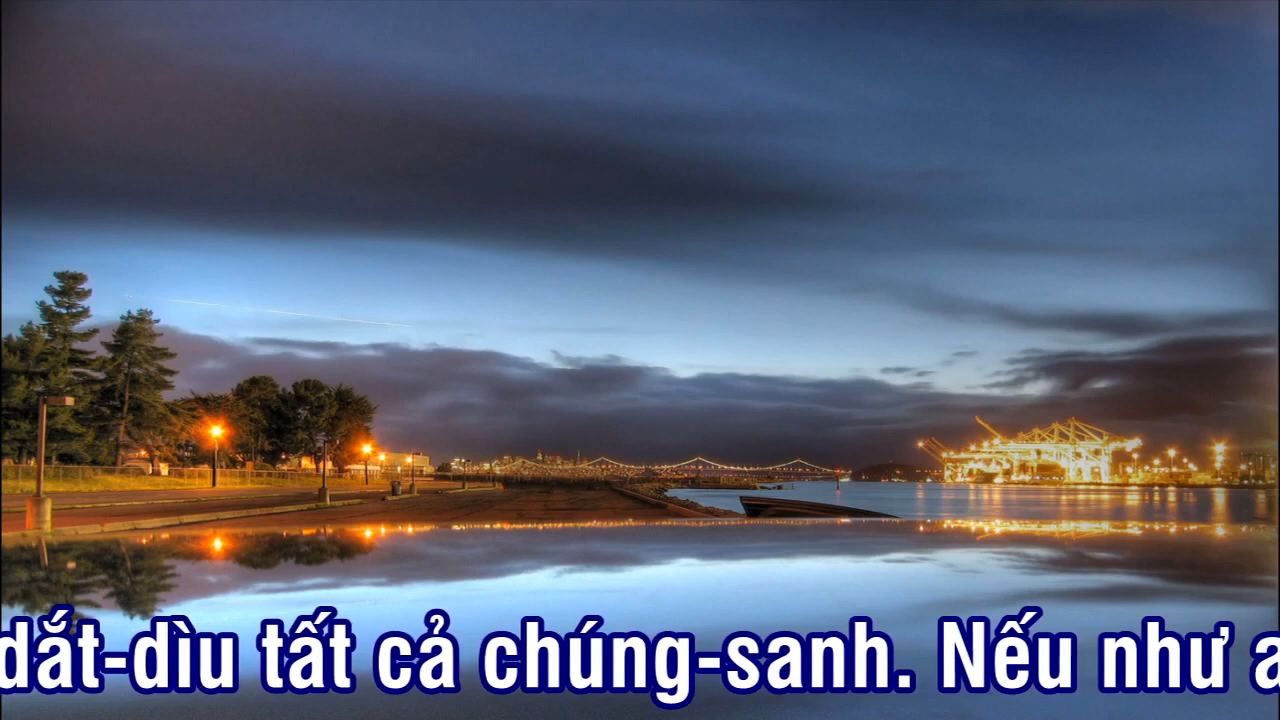 dắt-dìu tất cả chúng-sanh. Nếu như